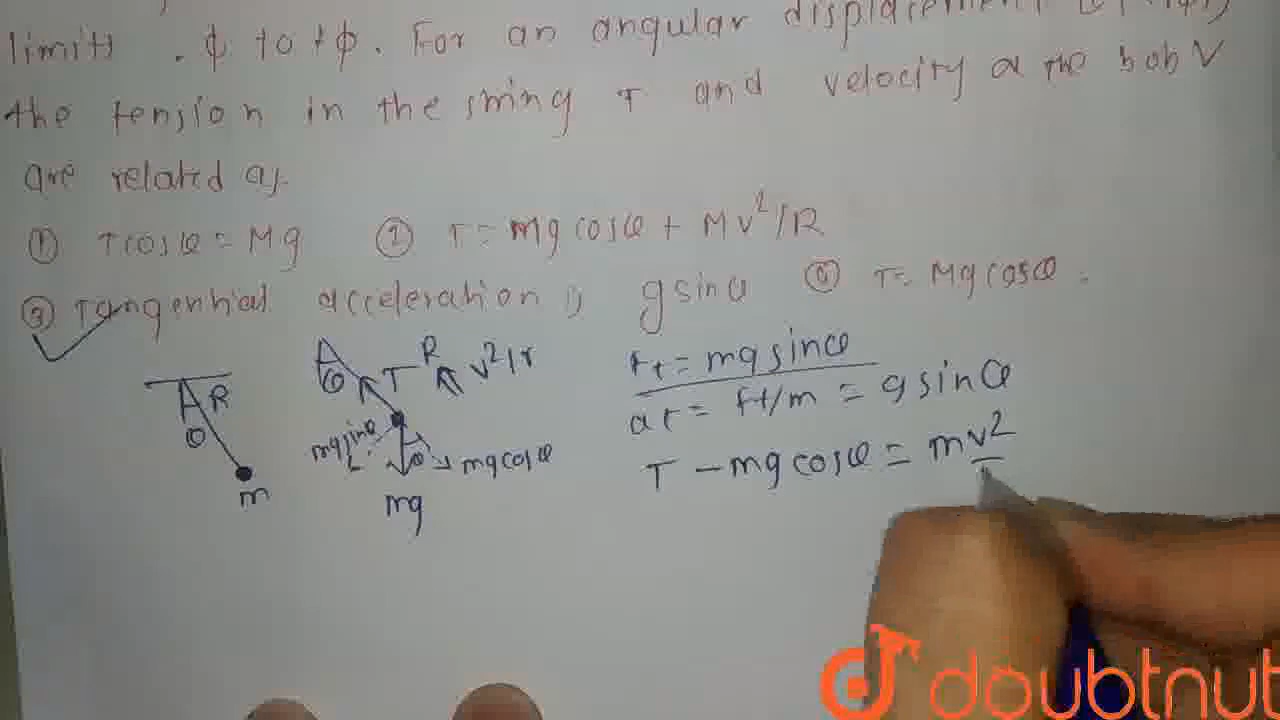 limits - ϕ to +ϕ. For an angular displacement
the tension in the string T and velocity a the bob V
are related as.
① Tcosθ = Mg ② T = mg cosθ + Mv²/R
③ Tangential acceleration is g sinθ ④ T = Mg cosθ.
R θ m
θ T R v²/r
mg sinθ θ mg cosθ
mg
Ft = mg sinθ
at = Ft/m = g sinθ
T - mg cosθ = mv²
doubtnut